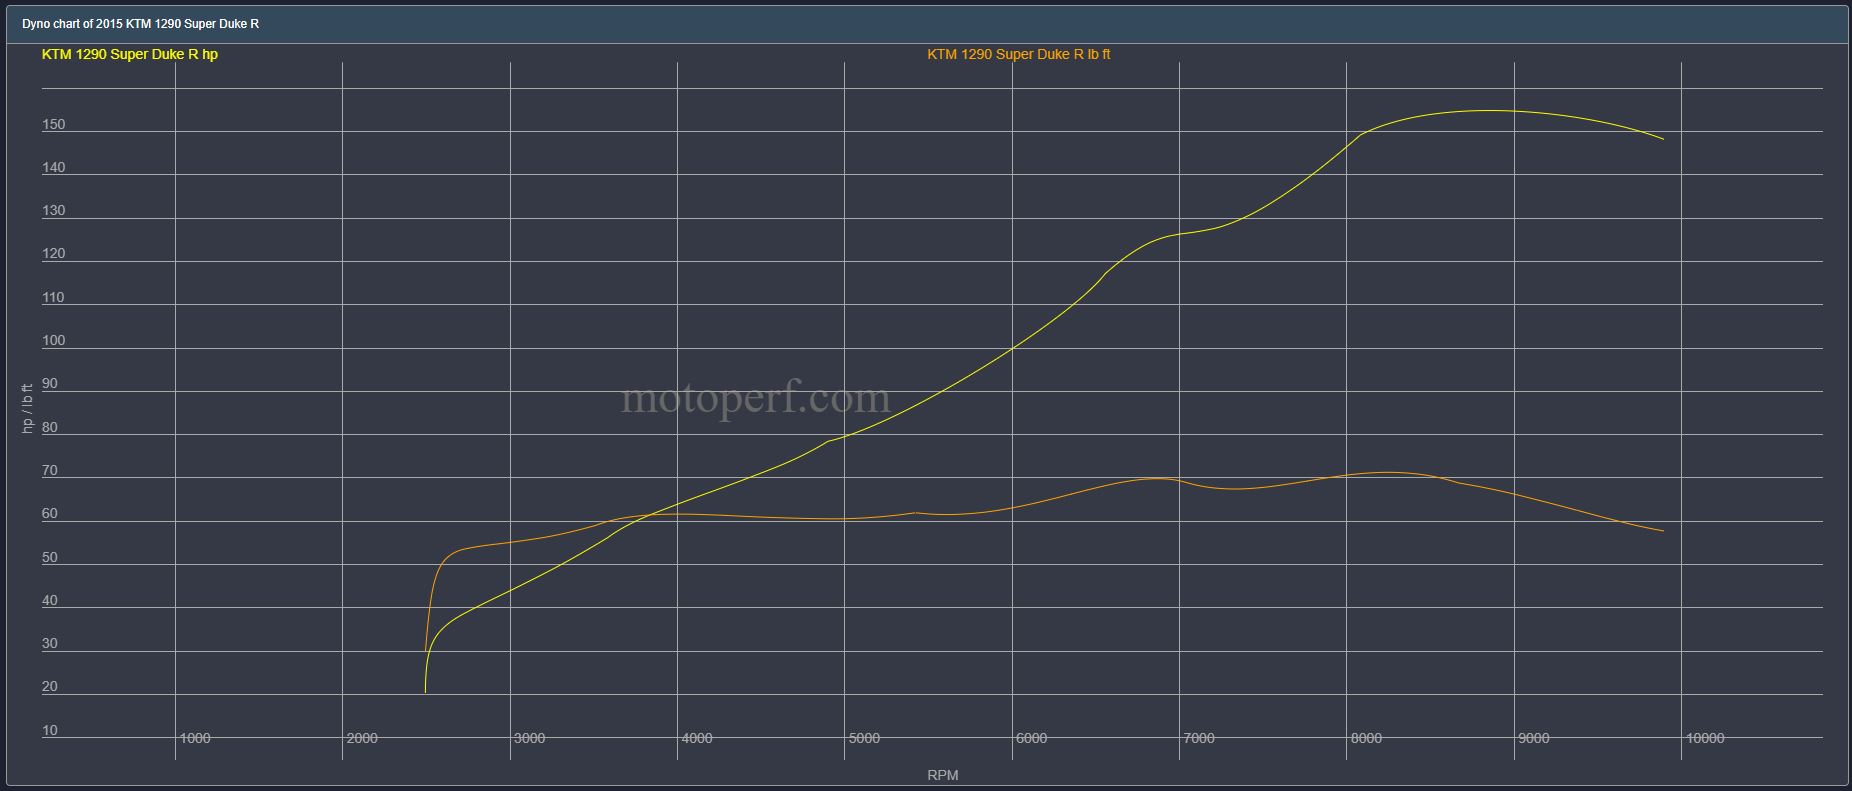 Dyno chart of 2015 KTM 1290 Super Duke R
KTM 1290 Super Duke R hp
KTM 1290 Super Duke R lb ft
150
140
130
120
110
100
90
80
70
60
50
40
30
20
10
hp / lb ft
motoperf.com
1000 2000 3000 4000 5000 6000 7000 8000 9000 10000
RPM